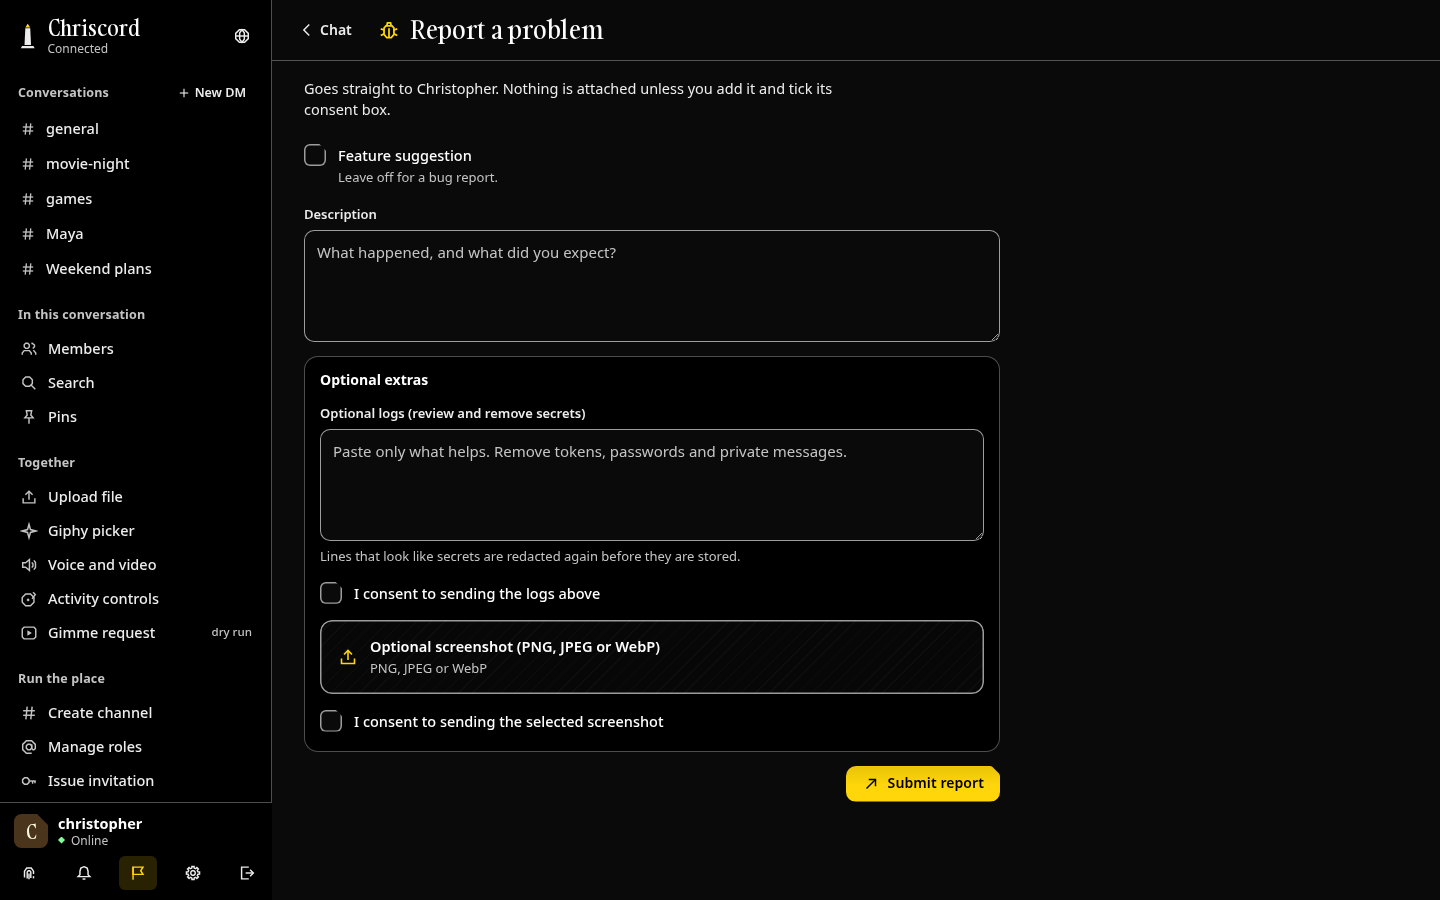 Chriscord
Connected
Conversations
New DM
general
movie-night
games
Maya
Weekend plans
In this conversation
Members
Search
Pins
Together
Upload file
Giphy picker
Voice and video
Activity controls
Gimme request
dry run
Run the place
Create channel
Manage roles
Issue invitation
C
christopher
Online
Chat
Report a problem
Goes straight to Christopher. Nothing is attached unless you add it and tick its
consent box.
Feature suggestion
Leave off for a bug report.
Description
What happened, and what did you expect?
Optional extras
Optional logs (review and remove secrets)
Paste only what helps. Remove tokens, passwords and private messages.
Lines that look like secrets are redacted again before they are stored.
I consent to sending the logs above
Optional screenshot (PNG, JPEG or WebP)
PNG, JPEG or WebP
I consent to sending the selected screenshot
Submit report